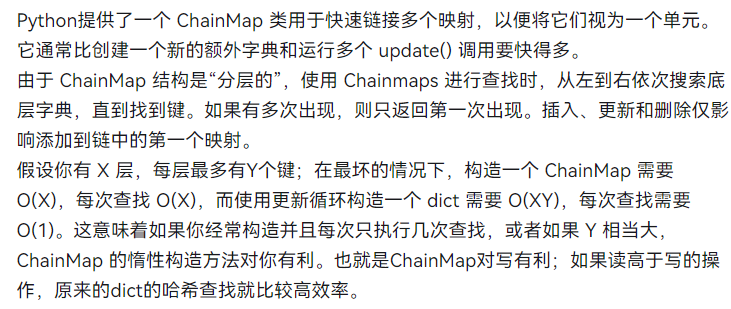 Python提供了一个 ChainMap 类用于快速链接多个映射，以便将它们视为一个单元。
它通常比创建一个新的额外字典和运行多个 update() 调用要快得多。
由于 ChainMap 结构是“分层的”，使用 Chainmaps 进行查找时，从左到右依次搜索底
层字典，直到找到键。如果有多次出现，则只返回第一次出现。插入、更新和删除仅影
响添加到链中的第一个映射。
假设你有 X 层，每层最多有Y个键；在最坏的情况下，构造一个 ChainMap 需要
O(X)，每次查找 O(X)，而使用更新循环构造一个 dict 需要 O(XY)，每次查找需要
O(1)。这意味着如果你经常构造并且每次只执行几次查找，或者如果 Y 相当大，
ChainMap 的惰性构造方法对你有利。也就是ChainMap对写有利；如果读高于写的操
作，原来的dict的哈希查找就比较高效率。